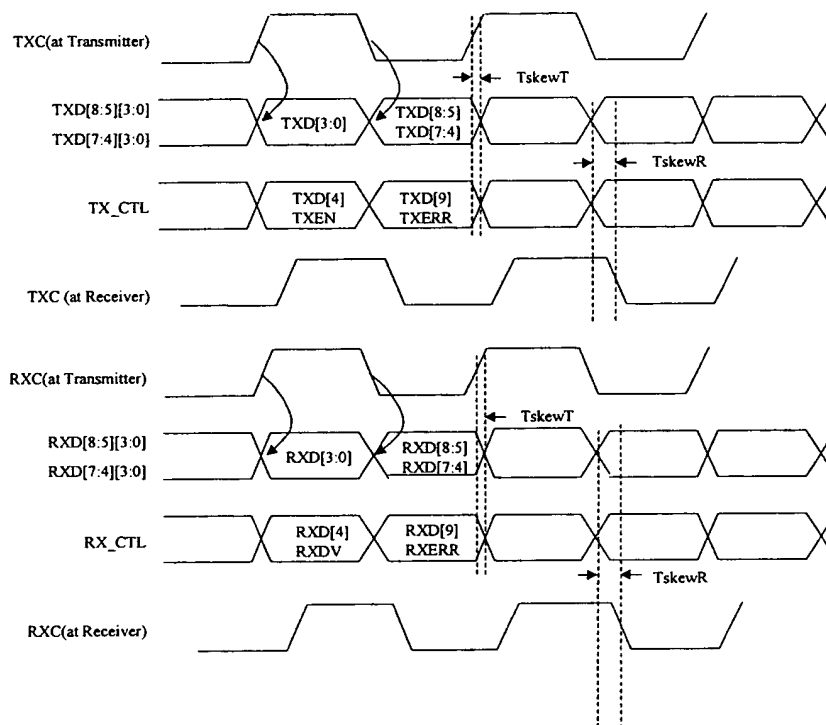 TXC(at Transmitter)
TskewT
TXD[8:5][3:0]
TXD[7:4][3:0}
TXD[3:0]
TXD[8:5]
TXD[7:4]
TskewR
TX_CTL
TXD[4]
TXEN
TXD[9]
TXERR
TXC (at Receiver)
RXC(at Transmitter)
TskewT
RXD[8:5][3:0]
RXD[7:4][3:0]
RXD[3:0]
RXD[8:5]
RXD[7:4]
RX_CTL
RXD[4]
RXDV
RXD[9]
RXERR
TskewR
RXC(at Receiver)